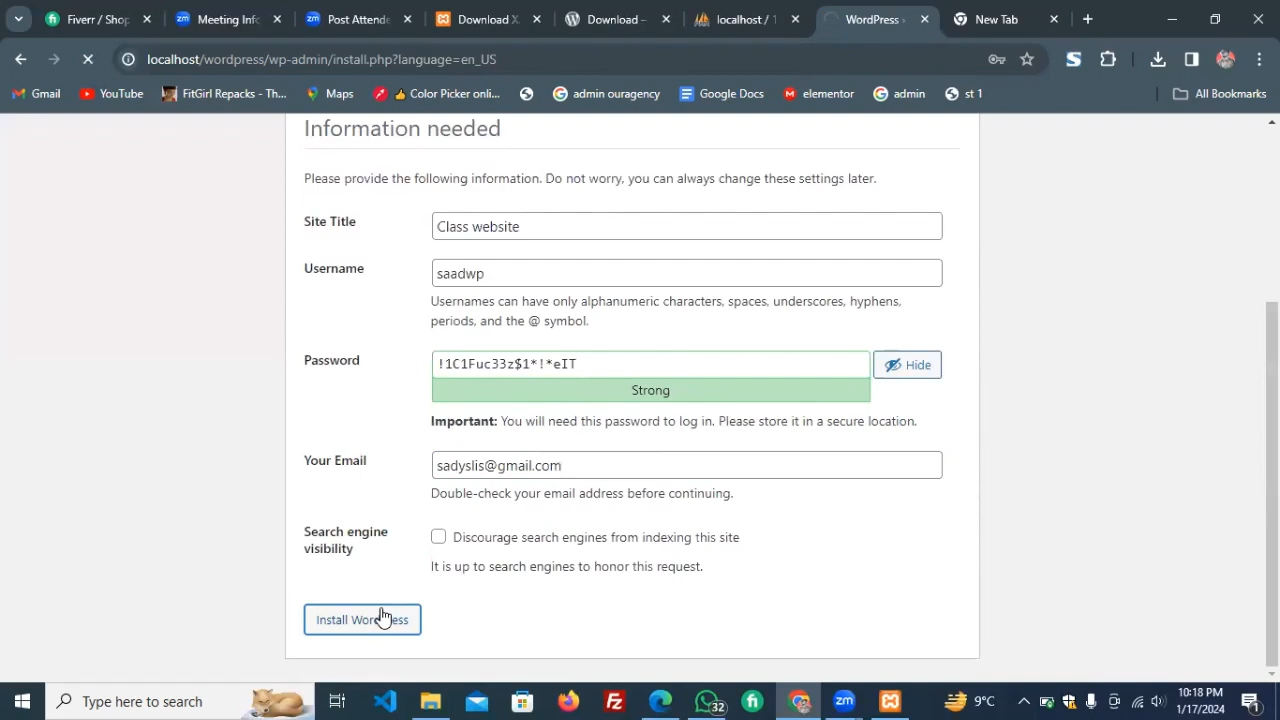 Fiverr / Shop
Meeting Info
Post Attende
Download X
Download –
localhost / 1
WordPress ›
New Tab
localhost/wordpress/wp-admin/install.php?language=en_US
Gmail
YouTube
FitGirl Repacks - Th...
Maps
👍 Color Picker onli...
admin ouragency
Google Docs
elementor
admin
st 1
All Bookmarks
Information needed
Please provide the following information. Do not worry, you can always change these settings later.
Site Title
Class website
Username
saadwp
Usernames can have only alphanumeric characters, spaces, underscores, hyphens,
periods, and the @ symbol.
Password
!1C1Fuc33z$1*!*eIT
Hide
Strong
Important: You will need this password to log in. Please store it in a secure location.
Your Email
sadyslis@gmail.com
Double-check your email address before continuing.
Search engine
visibility
Discourage search engines from indexing this site
It is up to search engines to honor this request.
Install WordPress
Type here to search
32
9°C
10:18 PM
1/17/2024
1